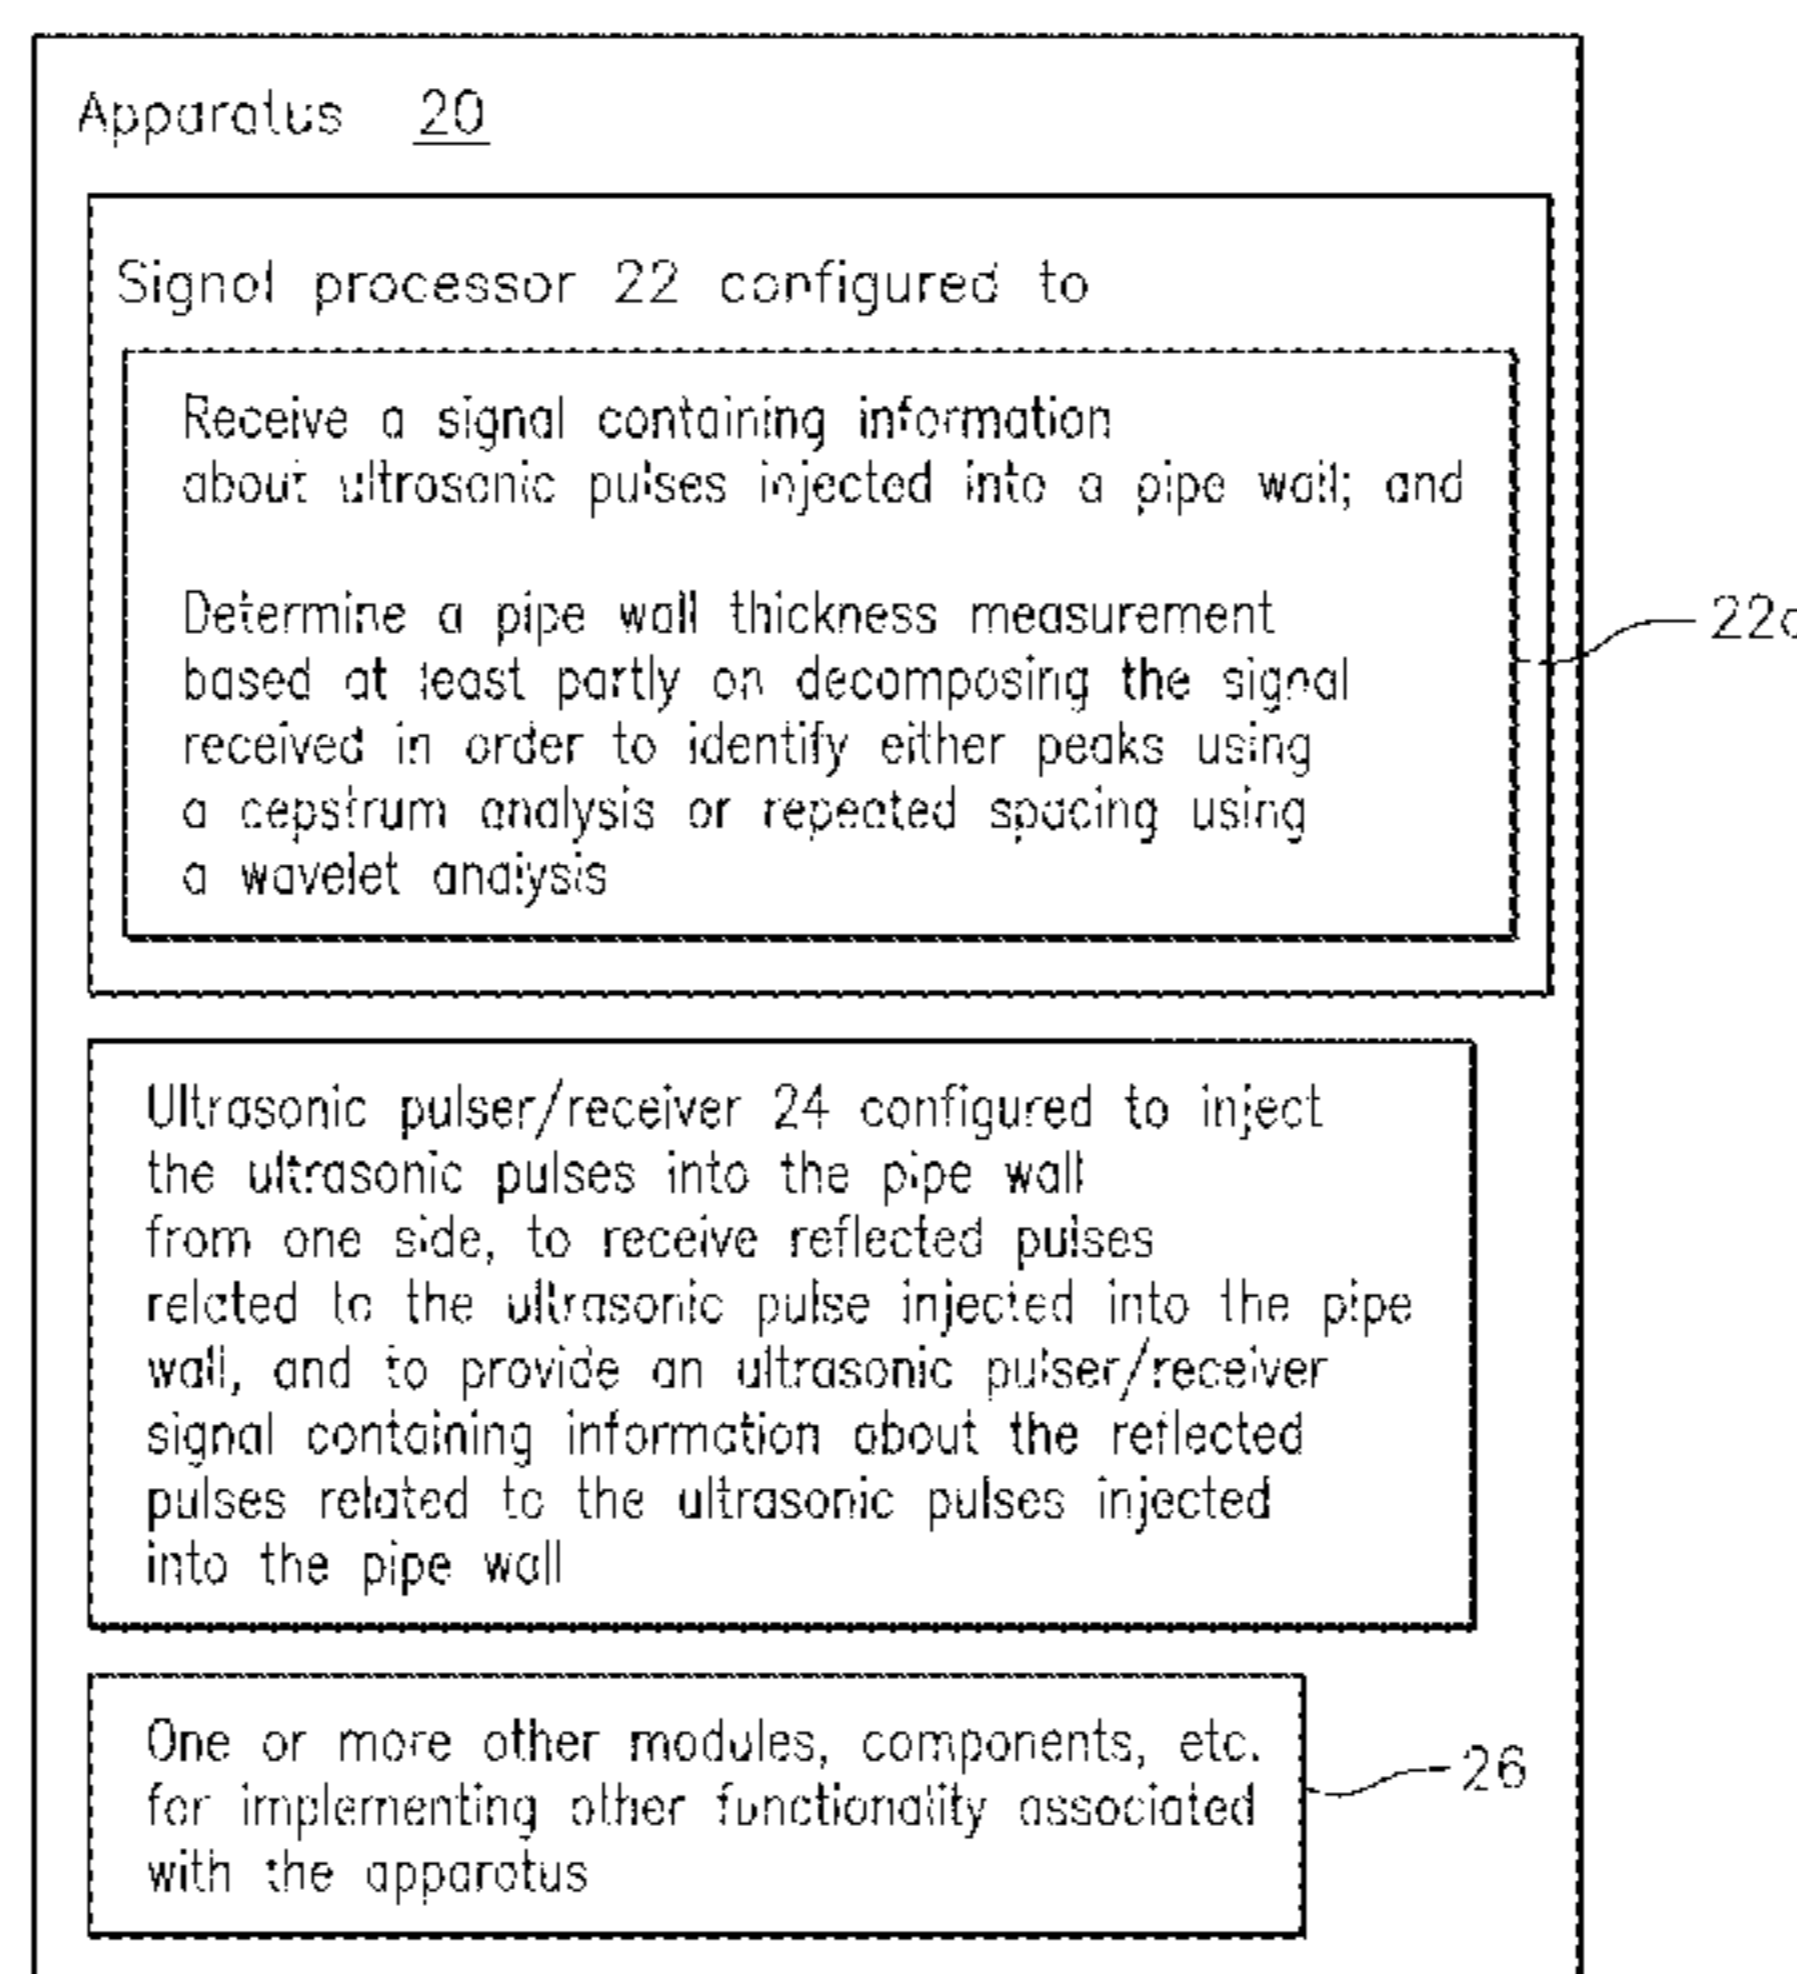 Apparatus 20
Signal processor 22 configured to
Receive a signal containing information
about ultrasonic pulses injected into a pipe wall; and
Determine a pipe wall thickness measurement
based at least partly on decomposing the signal
received in order to identify either peaks using
a cepstrum analysis or repeated spacing using
a wavelet analysis
22a
Ultrasonic pulser/receiver 24 configured to inject
the ultrasonic pulses into the pipe wall
from one side, to receive reflected pulses
related to the ultrasonic pulse injected into the pipe
wall, and to provide an ultrasonic pulser/receiver
signal containing information about the reflected
pulses related to the ultrasonic pulses injected
into the pipe wall
One or more other modules, components, etc.
for implementing other functionality associated
with the apparatus
26